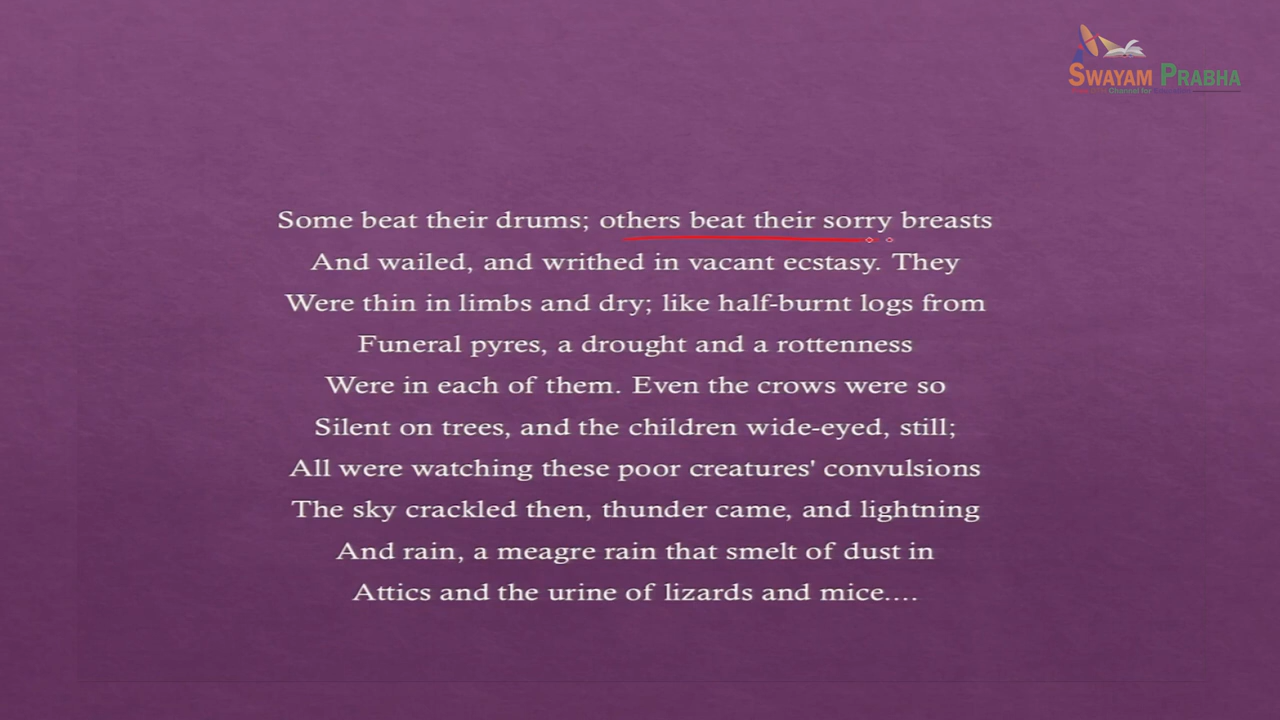 SWAYAM PRABHA
Channel for
Some beat their drums; others beat their sorry breasts
And wailed, and writhed in vacant ecstasy. They
Were thin in limbs and dry; like half-burnt logs from
Funeral pyres, a drought and a rottenness
Were in each of them. Even the crows were so
Silent on trees, and the children wide-eyed, still;
All were watching these poor creatures' convulsions
The sky crackled then, thunder came, and lightning
And rain, a meagre rain that smelt of dust in
Attics and the urine of lizards and mice....